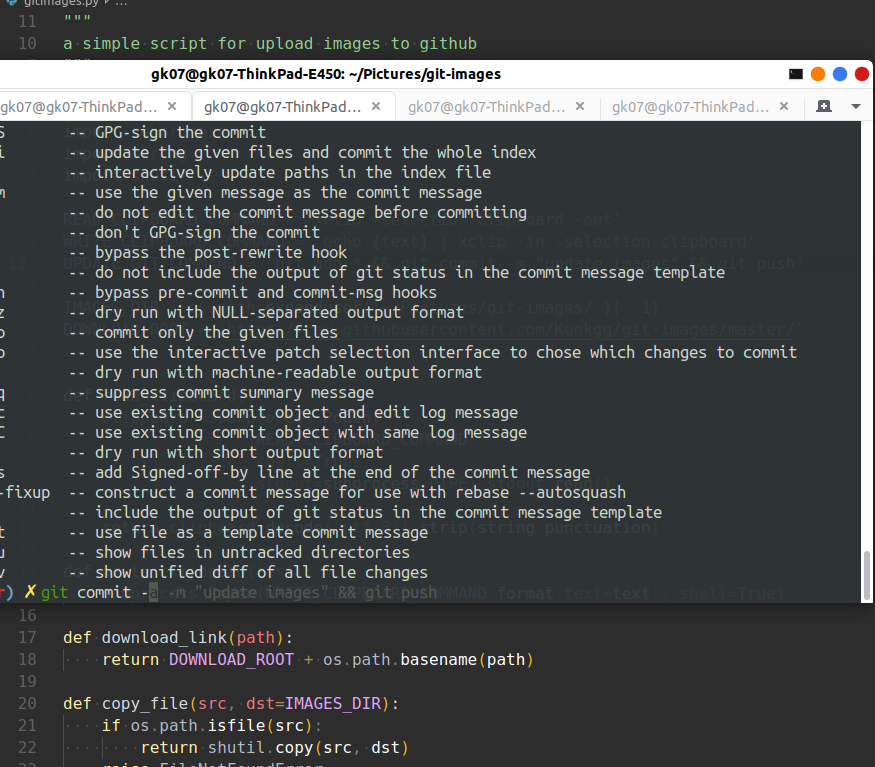 gitimages.py
11 """
10 a simple script for upload images to github
gk07@gk07-ThinkPad-E450: ~/Pictures/git-images
gk07@gk07-ThinkPad... × gk07@gk07-ThinkPad... × gk07@gk07-ThinkPad... × gk07@gk07-ThinkPad... ×
-- GPG-sign the commit
i -- update the given files and commit the whole index
-- interactively update paths in the index file
m -- use the given message as the commit message
-- do not edit the commit message before committing
-- don't GPG-sign the commit
-- bypass the post-rewrite hook
-- do not include the output of git status in the commit message template
n -- bypass pre-commit and commit-msg hooks
z -- dry run with NULL-separated output format
o -- commit only the given files
p -- use the interactive patch selection interface to chose which changes to commit
-- dry run with machine-readable output format
q -- suppress commit summary message
c -- use existing commit object and edit log message
C -- use existing commit object with same log message
-- dry run with short output format
s -- add Signed-off-by line at the end of the commit message
-fixup -- construct a commit message for use with rebase --autosquash
-- include the output of git status in the commit message template
t -- use file as a template commit message
u -- show files in untracked directories
v -- show unified diff of all file changes
) ✗ git commit -a -m "update images" && git push
16
17 def download_link(path):
18 return DOWNLOAD_ROOT + os.path.basename(path)
19
20 def copy_file(src, dst=IMAGES_DIR):
21 if os.path.isfile(src):
22 return shutil.copy(src, dst)
23 raise FileNotFoundError